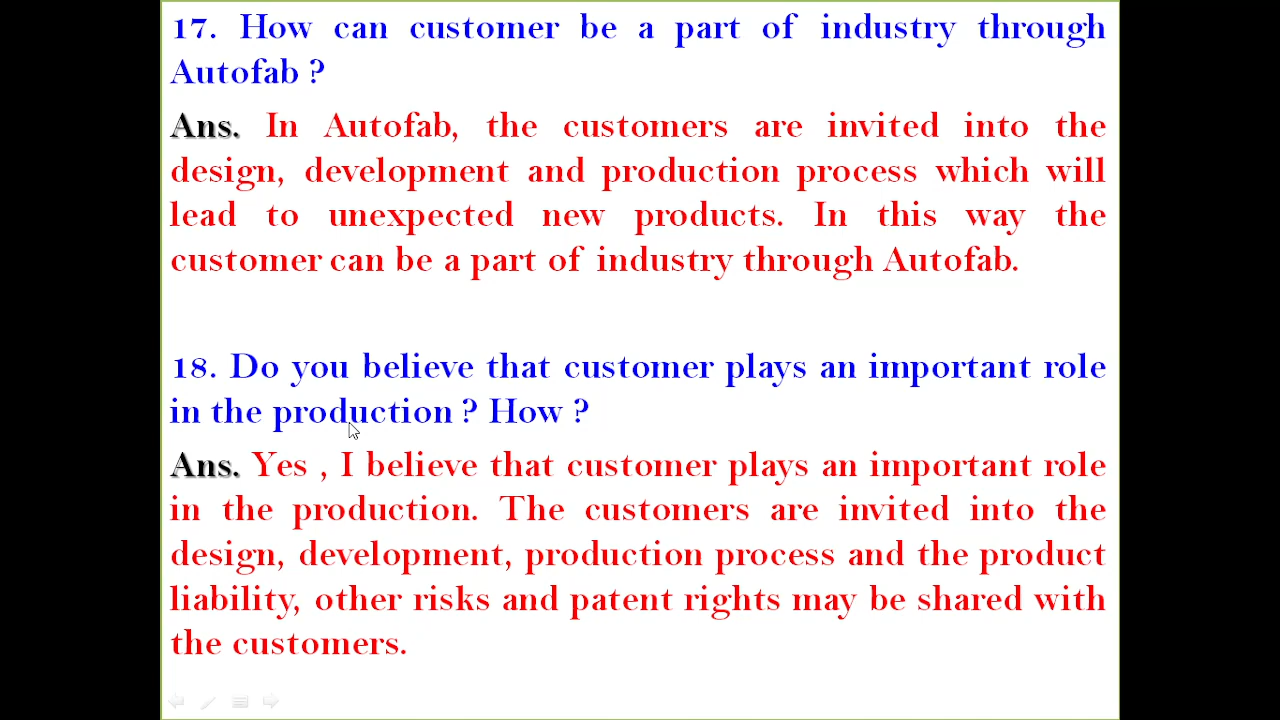 17. How can customer be a part of industry through
Autofab ?
Ans. In Autofab, the customers are invited into the
design, development and production process which will
lead to unexpected new products. In this way the
customer can be a part of industry through Autofab.
18. Do you believe that customer plays an important role
in the production ? How ?
Ans. Yes , I believe that customer plays an important role
in the production. The customers are invited into the
design, development, production process and the product
liability, other risks and patent rights may be shared with
the customers.